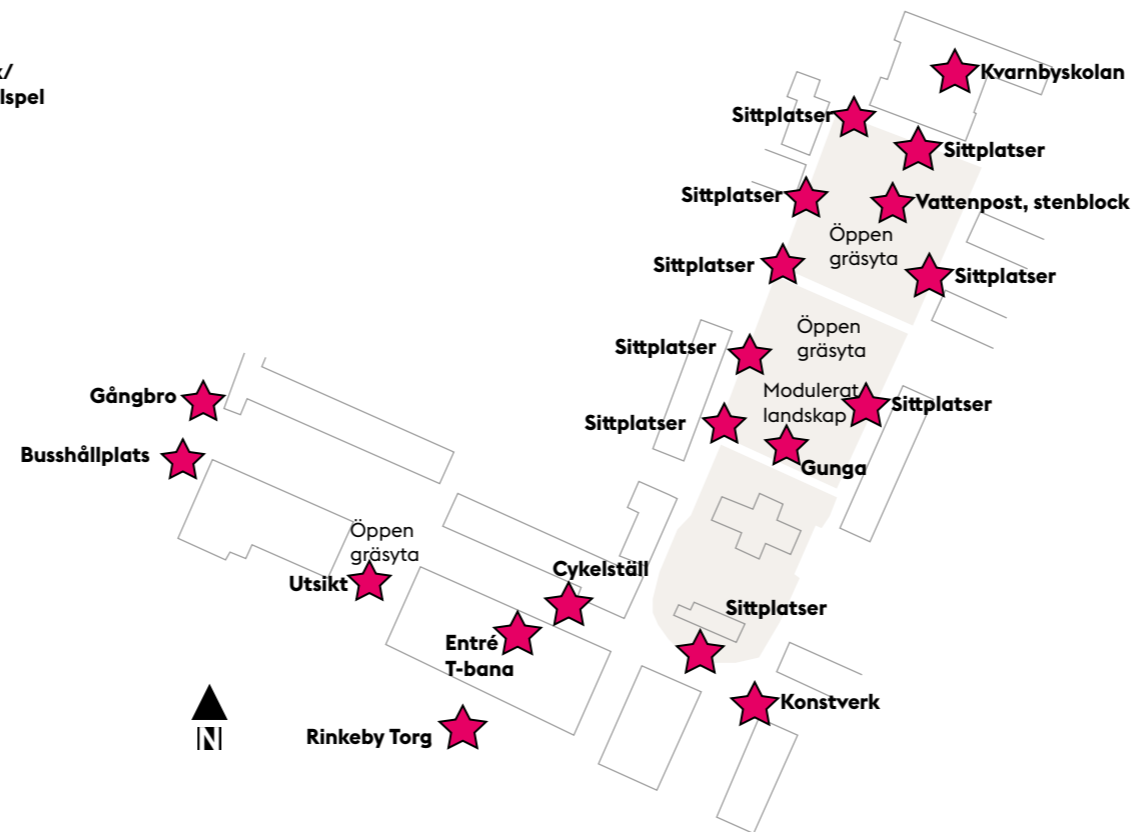 Kvarnbyskolan
lspel
Sittplatser
Sittplatser
Sittplatser
Vattenpost, stenblock
Öppen
gräsyta
Sittplatser
Sittplatser
Öppen
gräsyta
Sittplatser
Modulerat
landskap
Gångbro
Sittplatser
Sittplatser
Busshållplats
Gunga
Öppen
gräsyta
Utsikt
Cykelställ
Sittplatser
Entré
T-bana
Konstverk
Rinkeby Torg
N